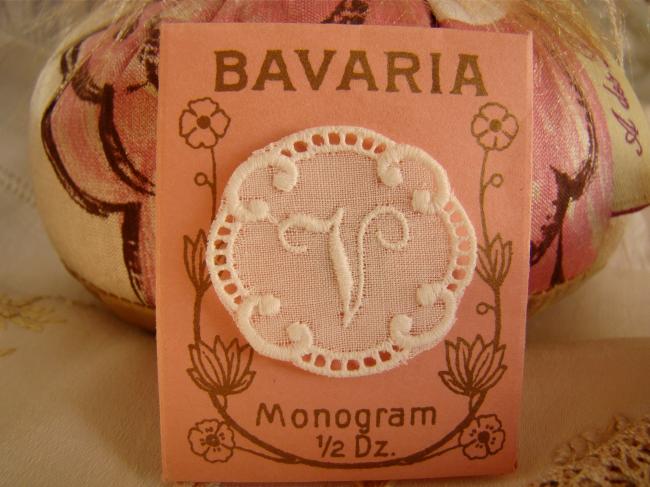 BAVARIA
V
Monogram
1/2 Dz.